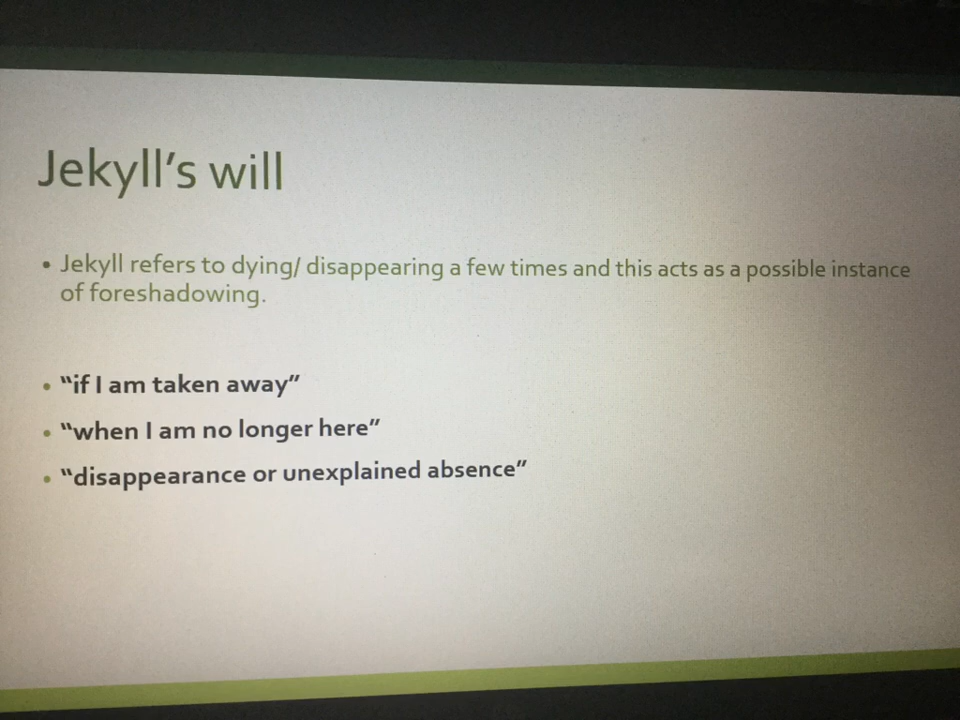 Jekyll’s will
• Jekyll refers to dying/ disappearing a few times and this acts as a possible instance
of foreshadowing.
• “if I am taken away”
• “when I am no longer here”
• “disappearance or unexplained absence”